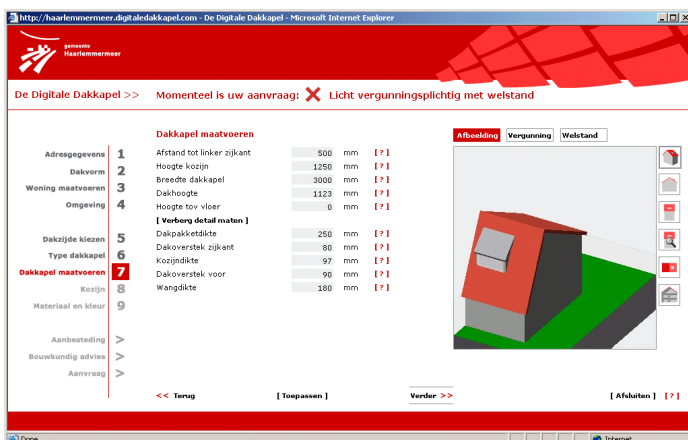 http://haarlemmermeer.digitaledakkapel.com - De Digitale Dakkapel - Microsoft Internet Explorer
gemeente
Haarlemmermeer
De Digitale Dakkapel >> Momenteel is uw aanvraag: Licht vergunningsplichtig met welstand
Adresgegevens 1
Dakvorm 2
Woning maatvoeren 3
Omgeving 4
Dakzijde kiezen 5
Type dakkapel 6
Dakkapel maatvoeren 7
Kozijn 8
Materiaal en kleur 9
Aanbesteding >
Bouwkundig advies >
Aanvraag >
Dakkapel maatvoeren
Afstand tot linker zijkant 500 mm [?]
Hoogte kozijn 1250 mm [?]
Breedte dakkapel 3000 mm [?]
Dakhoogte 1123 mm [?]
Hoogte tov vloer 0 mm [?]
[ Verberg detail maten ]
Dakpakketdikte 250 mm [?]
Dakoverstek zijkant 80 mm [?]
Kozijndikte 97 mm [?]
Dakoverstek voor 90 mm [?]
Wangdikte 180 mm [?]
Afbeelding Vergunning Welstand
<< Terug [ Toepassen ] Verder >> [ Afsluiten ] [?]
Done Internet